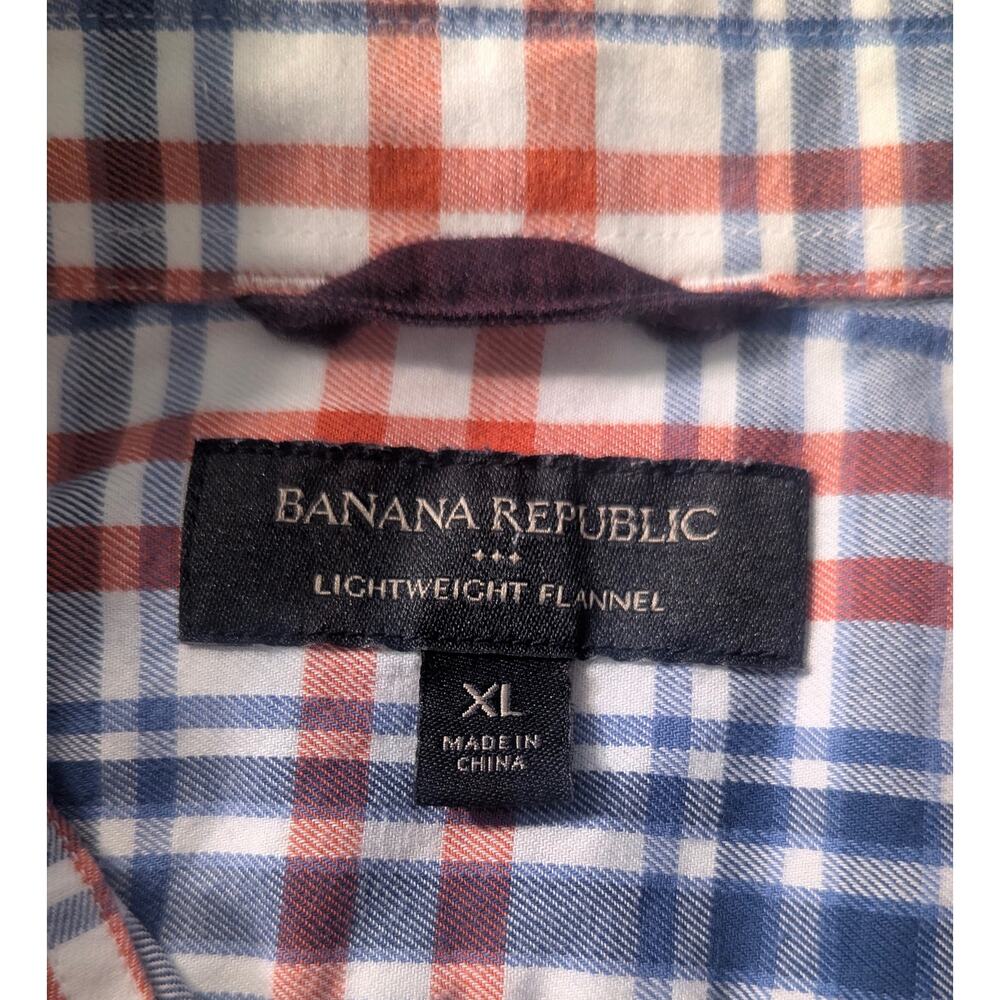 BANANA REPUBLIC
LIGHTWEIGHT FLANNEL
XL
MADE IN
CHINA